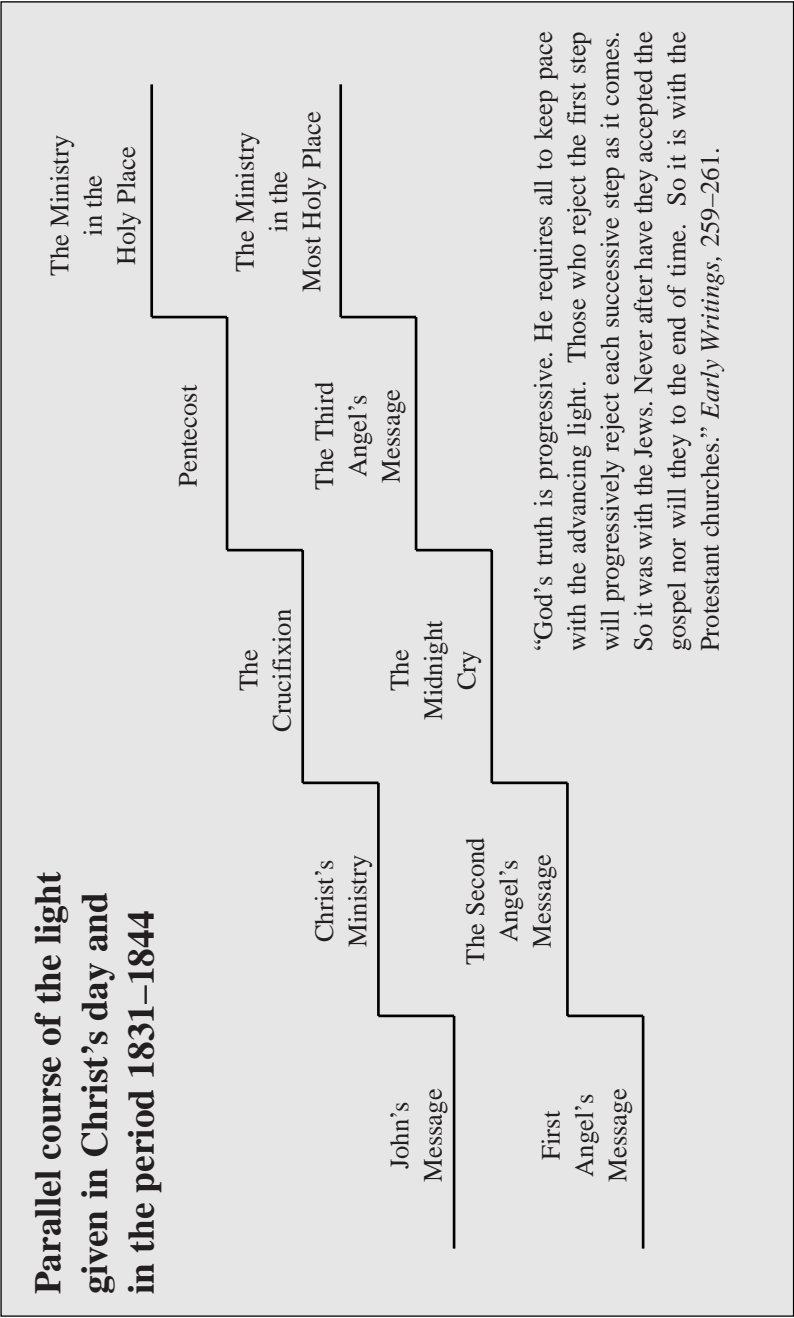 Parallel course of the light
given in Christ's day and
in the period 1831–1844
John's
Message
Christ's
Ministry
The
Crucifixion
Pentecost
The Ministry
in the
Holy Place
First
Angel's
Message
The Second
Angel's
Message
The
Midnight
Cry
The Third
Angel's
Message
The Ministry
in the
Most Holy Place
“God's truth is progressive. He requires all to keep pace
with the advancing light. Those who reject the first step
will progressively reject each successive step as it comes.
So it was with the Jews. Never after have they accepted the
gospel nor will they to the end of time. So it is with the
Protestant churches.” Early Writings, 259–261.